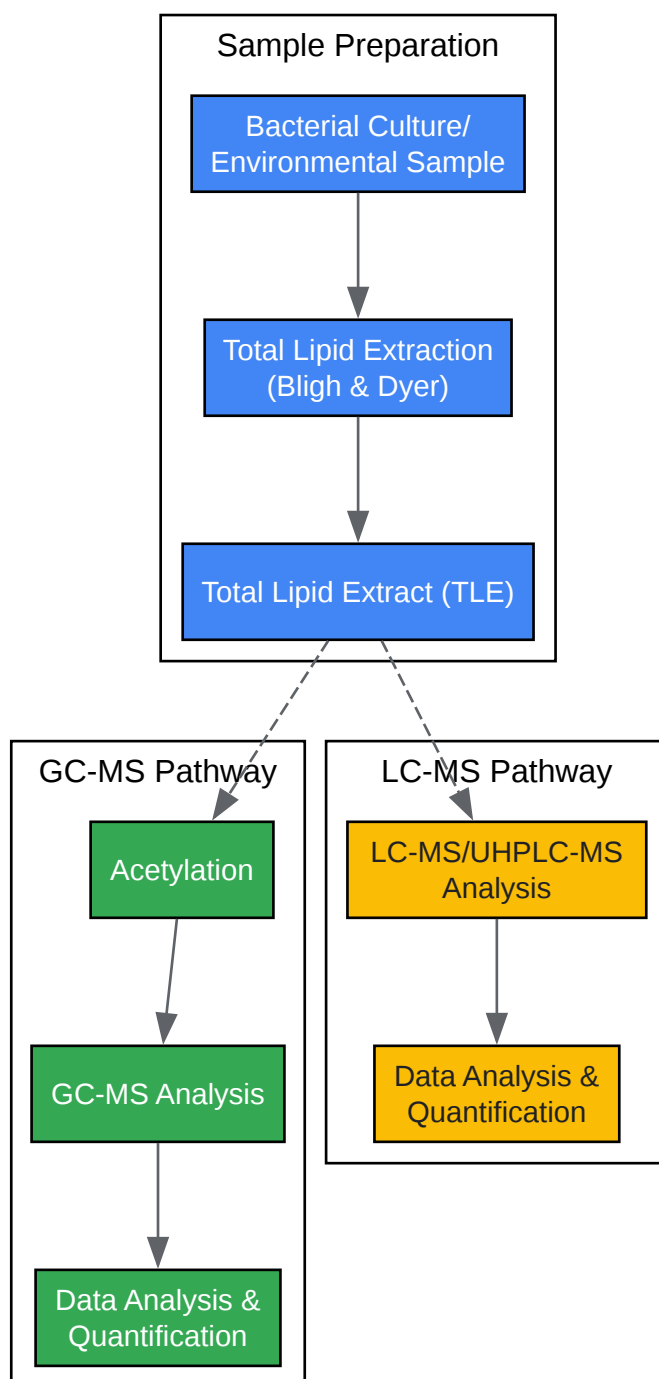 Sample Preparation
Bacterial Culture/
Environmental Sample
Total Lipid Extraction
(Bligh & Dyer)
Total Lipid Extract (TLE)
GC-MS Pathway
Acetylation
GC-MS Analysis
Data Analysis &
Quantification
LC-MS Pathway
LC-MS/UHPLC-MS
Analysis
Data Analysis &
Quantification